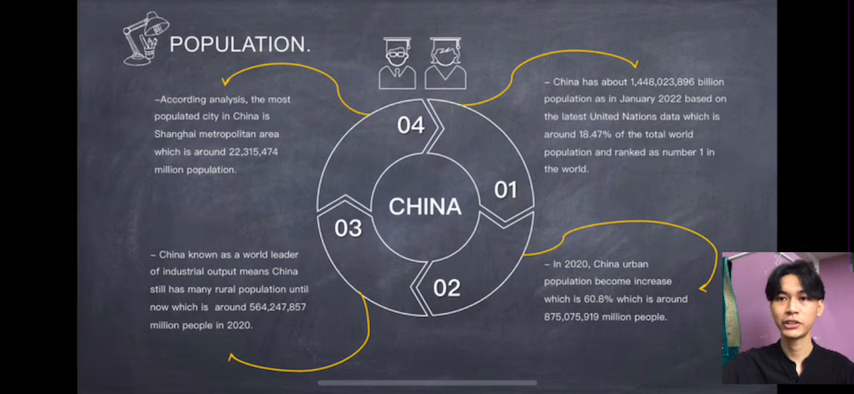 POPULATION.
– China has about 1,448,023,896 billion
population as in January 2022 based on
the latest United Nations data which is
around 18.47% of the total world
population and ranked as number 1 in
the world.
–According analysis, the most
populated city in China is
Shanghai metropolitan area
which is around 22,315,474
million population.
04
01
CHINA
03
02
– China known as a world leader
of industrial output means China
still has many rural population until
now which is around 564,247,857
million people in 2020.
– In 2020, China urban
population become increase
which is 60.8% which is around
875,075,919 million people.